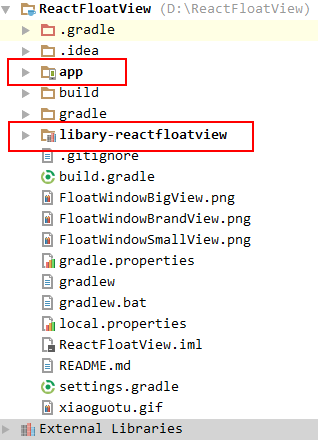 ReactFloatView (D:\ReactFloatView)
.gradle
.idea
app
build
gradle
libary-reactfloatview
.gitignore
build.gradle
FloatWindowBigView.png
FloatWindowBrandView.png
FloatWindowSmallView.png
gradle.properties
gradlew
gradlew.bat
local.properties
ReactFloatView.iml
README.md
settings.gradle
xiaoguotu.gif
External Libraries